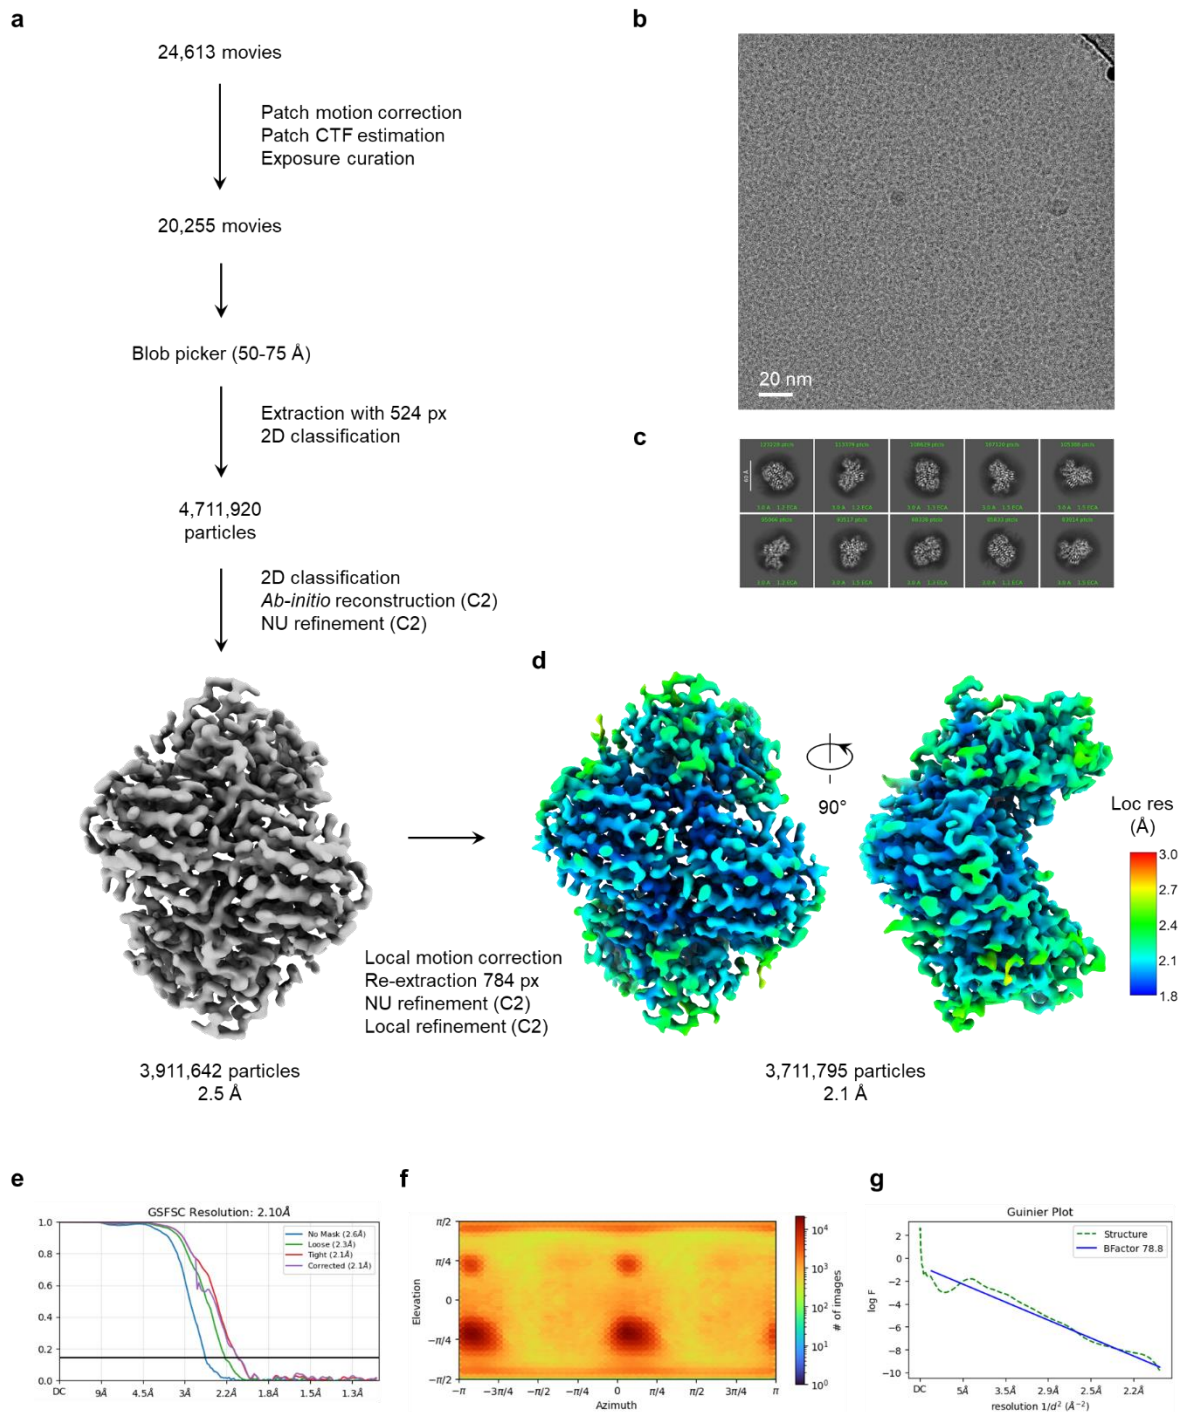 a
24,613 movies
Patch motion correction
Patch CTF estimation
Exposure curation
20,255 movies
Blob picker (50-75 Å)
Extraction with 524 px
2D classification
4,711,920
particles
2D classification
Ab-initio reconstruction (C2)
NU refinement (C2)
3,911,642 particles
2.5 Å
Local motion correction
Re-extraction 784 px
NU refinement (C2)
Local refinement (C2)
b
20 nm
c
d
90°
Loc res
(Å)
3.0
2.7
2.4
2.1
1.8
3,711,795 particles
2.1 Å
e
GSFSC Resolution: 2.10Å
1.0
0.8
0.6
0.4
0.2
0.0
No Mask (2.6Å)
Loose (2.3Å)
Tight (2.1Å)
Corrected (2.1Å)
DC 9Å 4.5Å 3Å 2.2Å 1.8Å 1.5Å 1.3Å
f
π/2
π/4
0
−π/4
−π/2
Elevation
−π −3π/4 −π/2 −π/4 0 π/4 π/2 3π/4 π
Azimuth
10⁴
10³
10²
10¹
10⁰
# of images
g
Guinier Plot
Structure
BFactor 78.8
2
0
−2
−4
−6
−8
−10
log F
DC 5Å 3.5Å 2.9Å 2.5Å 2.2Å
resolution 1/d² (Å⁻²)